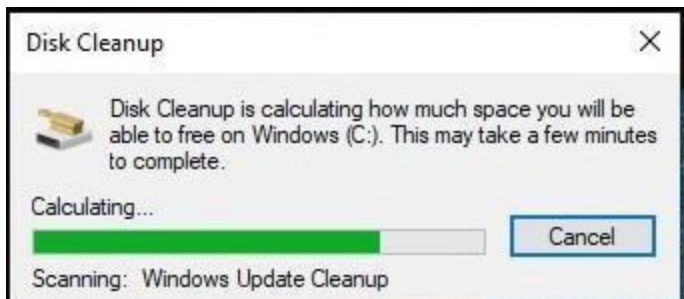 Disk Cleanup
Disk Cleanup is calculating how much space you will be
able to free on Windows (C:). This may take a few minutes
to complete.
Calculating...
Cancel
Scanning: Windows Update Cleanup